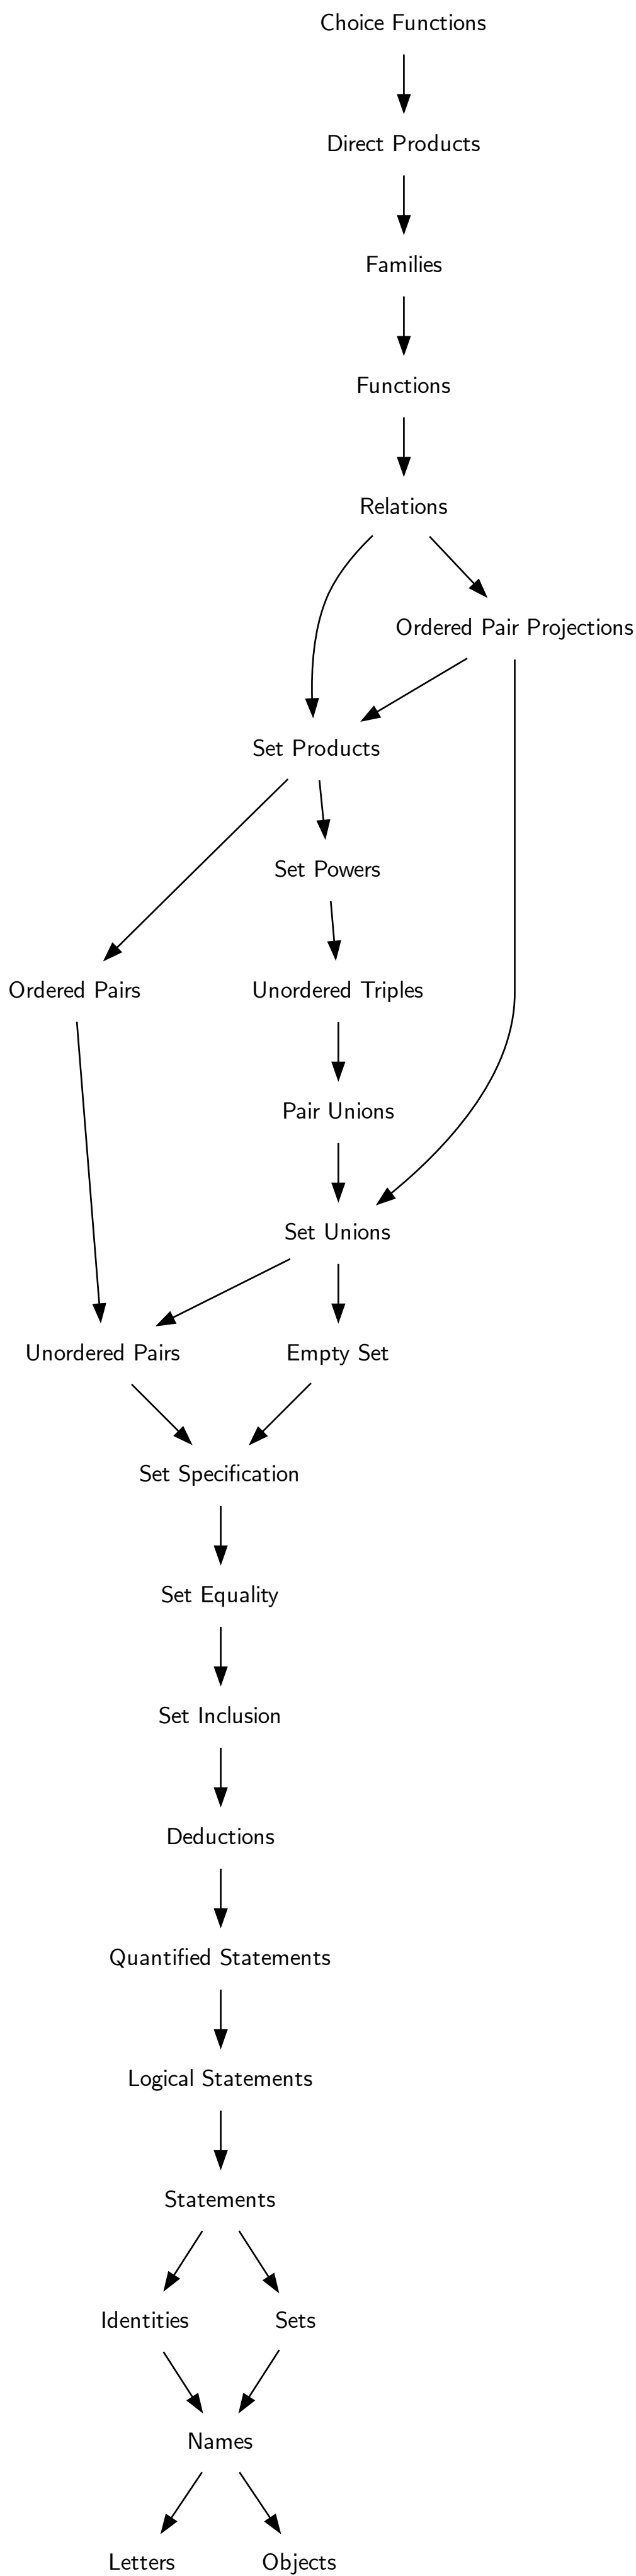 Choice Functions
Direct Products
Families
Functions
Relations
Ordered Pair Projections
Set Products
Set Powers
Ordered Pairs
Unordered Triples
Pair Unions
Set Unions
Unordered Pairs
Empty Set
Set Specification
Set Equality
Set Inclusion
Deductions
Quantified Statements
Logical Statements
Statements
Identities
Sets
Names
Letters
Objects